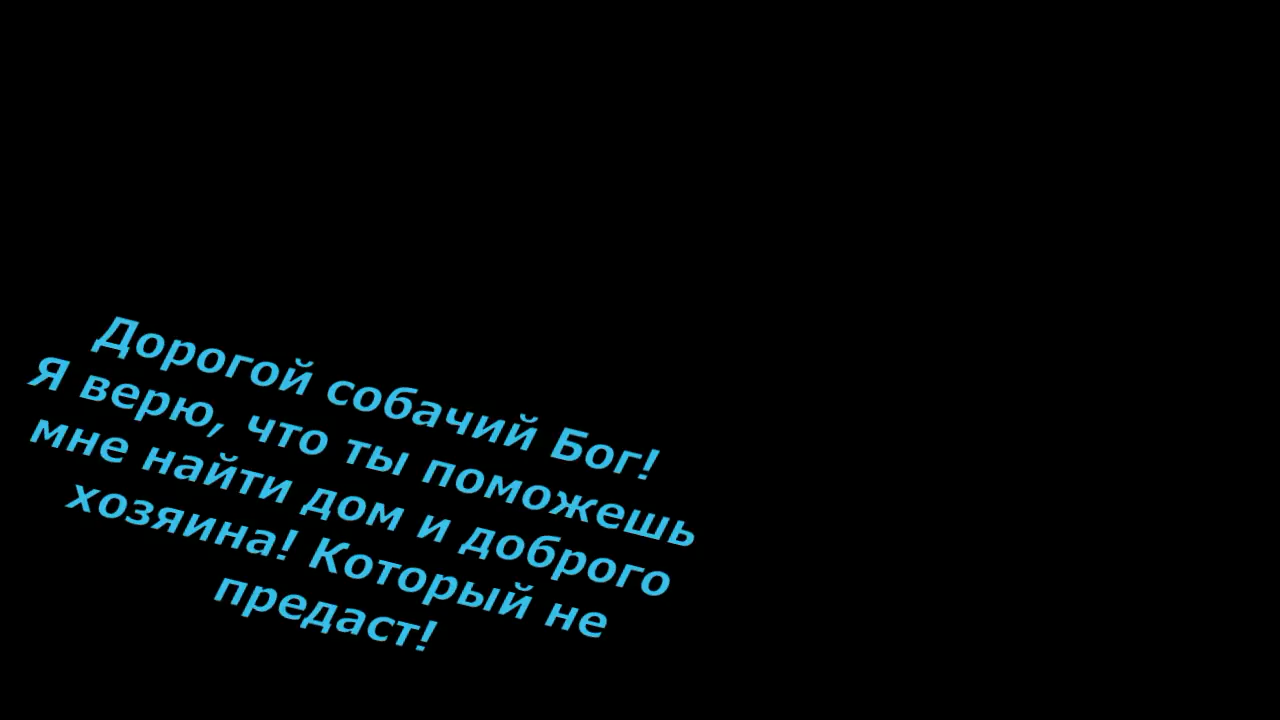 Дорогой собачий Бог!
Я верю, что ты поможешь
мне найти дом и доброго
хозяина! Который не
предаст!